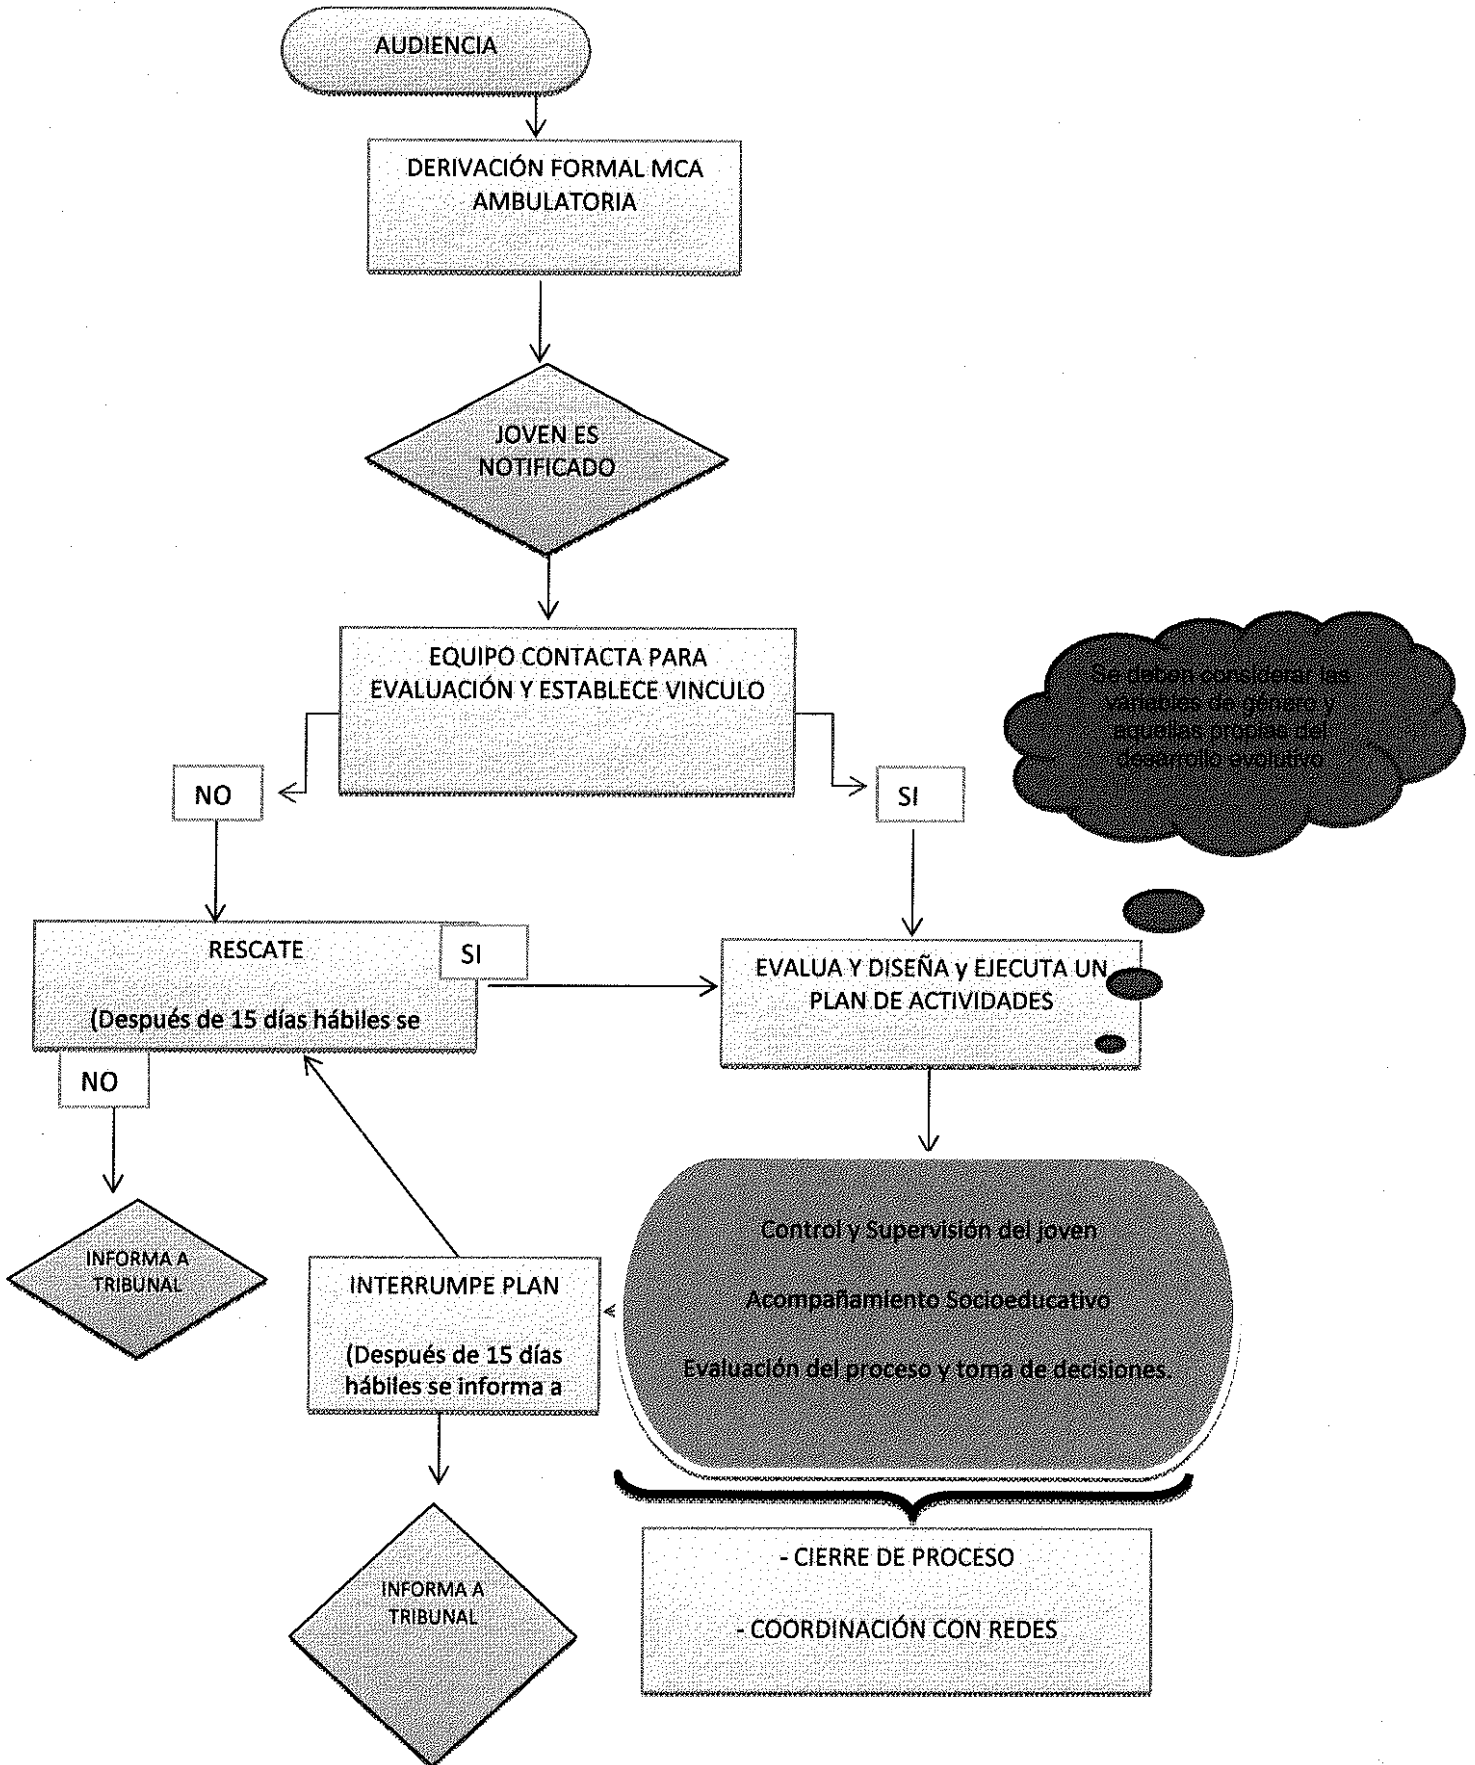 AUDIENCIA
DERIVACIÓN FORMAL MCA
AMBULATORIA
JOVEN ES
NOTIFICADO
EQUIPO CONTACTA PARA
EVALUACIÓN Y ESTABLECE VINCULO
Se deben considerar las
variables de género y
aquellas propias del
desarrollo evolutivo
NO
SI
RESCATE
(Después de 15 días hábiles se
SI
EVALUA Y DISEÑA y EJECUTA UN
PLAN DE ACTIVIDADES
NO
INFORMA A
TRIBUNAL
Control y Supervisión del joven
Acompañamiento Socioeducativo
Evaluación del proceso y toma de decisiones.
INTERRUMPE PLAN
(Después de 15 días
hábiles se informa a
INFORMA A
TRIBUNAL
- CIERRE DE PROCESO
- COORDINACIÓN CON REDES